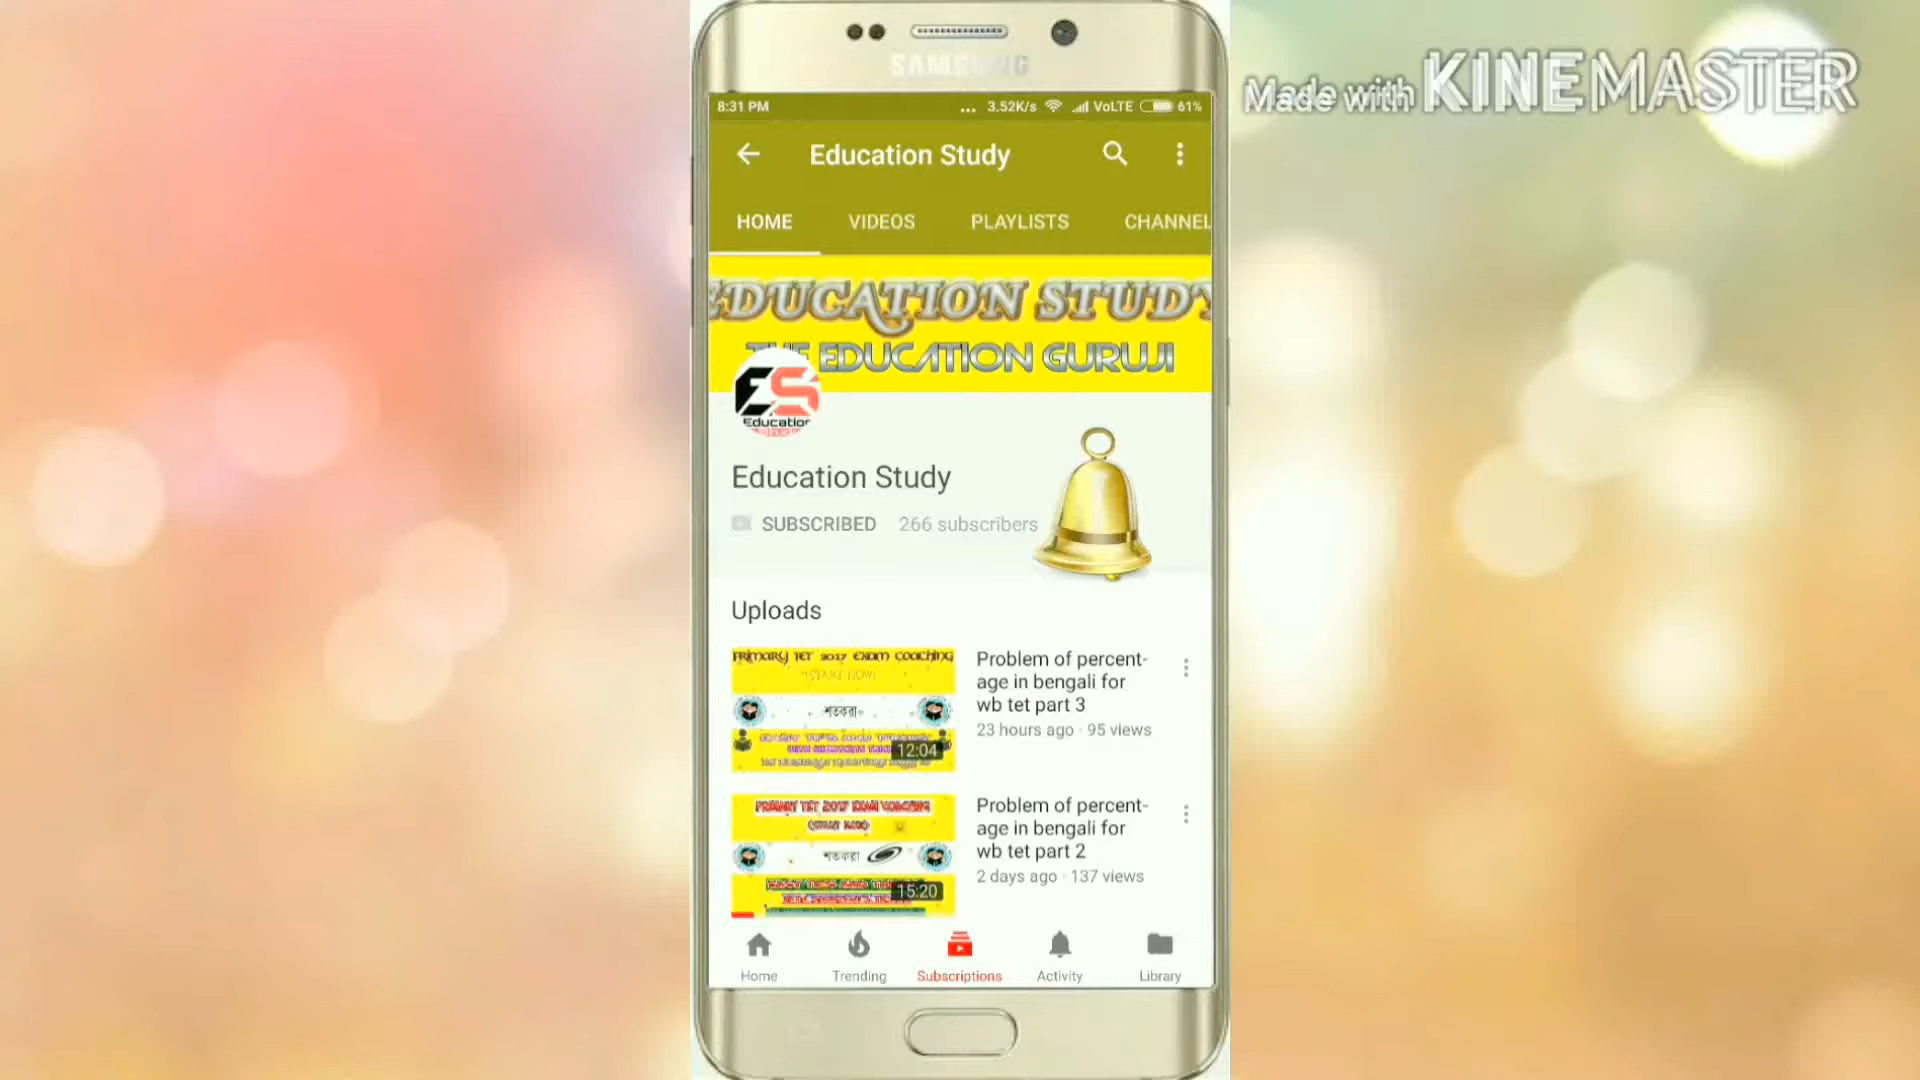 Made with KINEMASTER
SAMSUNG
8:31 PM ... 3.52K/s VoLTE 61%
Education Study
HOME VIDEOS PLAYLISTS CHANNEL
EDUCATION STUDY
THE EDUCATION GURUJI
ES
Education
Education Study
SUBSCRIBED 266 subscribers
Uploads
PRIMARY TET 2017 EXAM COACHING
শতকরা
12:04
Problem of percent-
age in bengali for
wb tet part 3
23 hours ago · 95 views
PRIMARY TET 2017 EXAM COACHING
শতকরা
15:20
Problem of percent-
age in bengali for
wb tet part 2
2 days ago · 137 views
Home Trending Subscriptions Activity Library